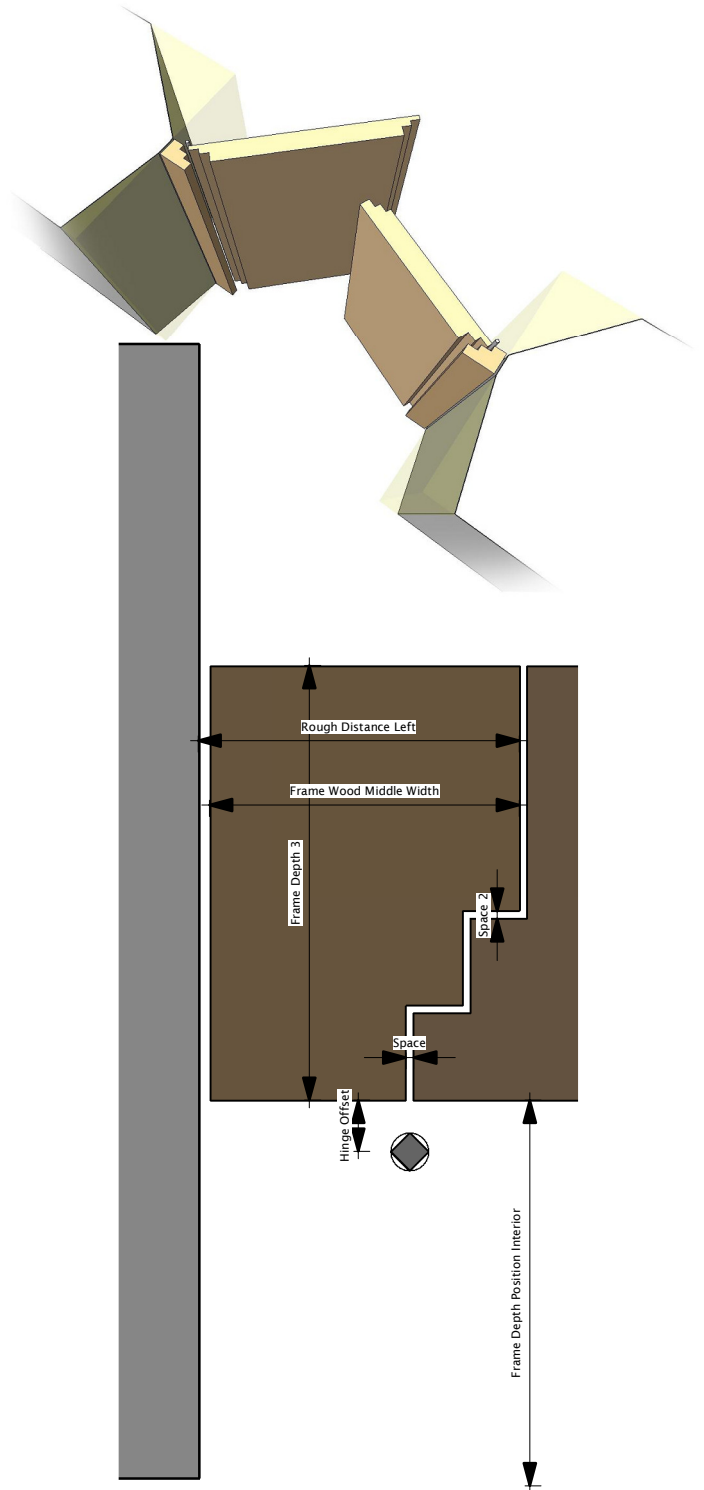 Rough Distance Left
Frame Wood Middle Width
Frame Depth 3
Space 2
Space
Hinge Offset
Frame Depth Position Interior